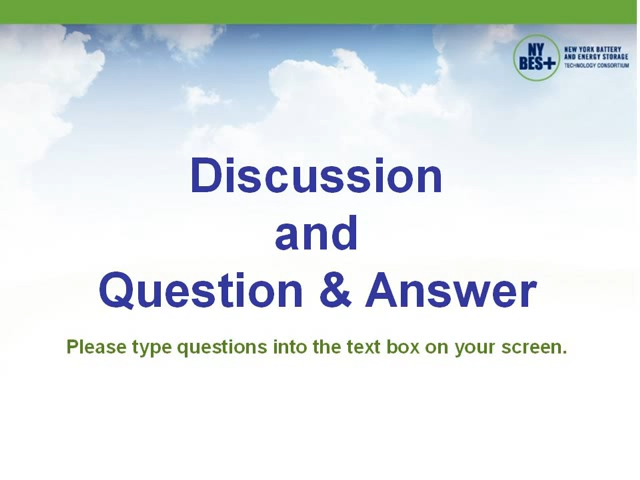 NY
BEST
NEW YORK BATTERY
AND ENERGY STORAGE
TECHNOLOGY CONSORTIUM
Discussion
and
Question & Answer
Please type questions into the text box on your screen.